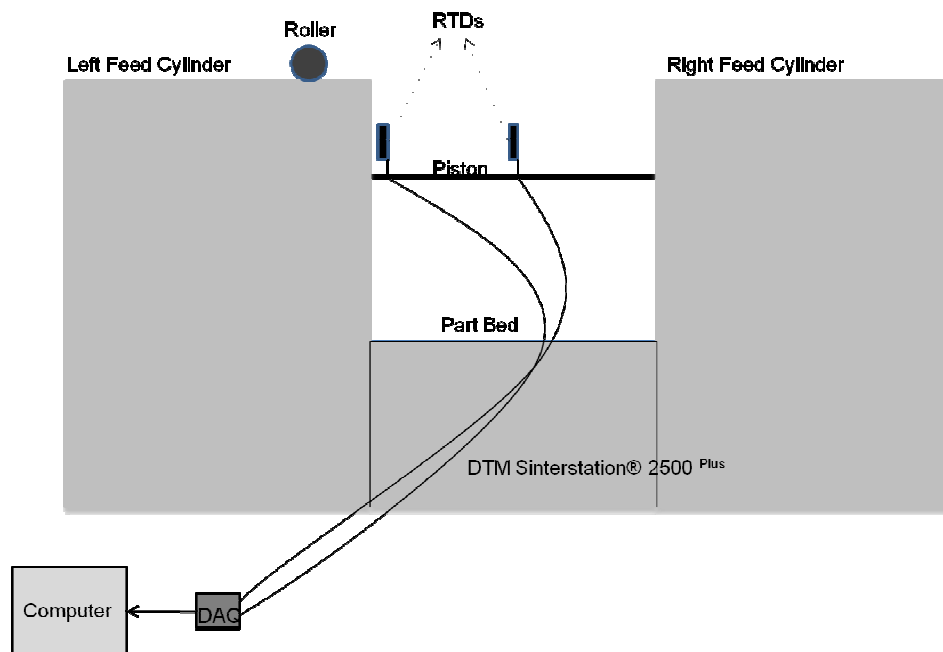 RTDs
Roller
Left Feed Cylinder
Right Feed Cylinder
Piston
Part Bed
DTM Sinterstation® 2500 Plus
Computer
DAQ